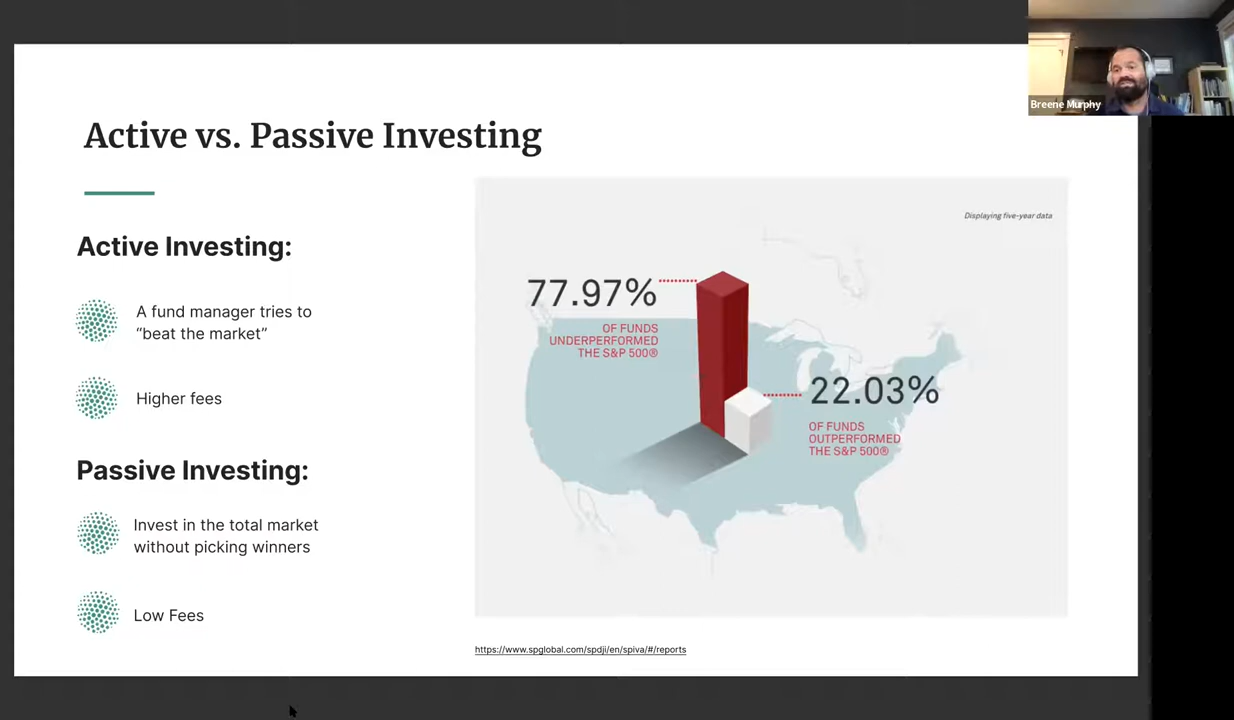 Breene Murphy
Active vs. Passive Investing
Active Investing:
A fund manager tries to
“beat the market”
Higher fees
Passive Investing:
Invest in the total market
without picking winners
Low Fees
Displaying five-year data
77.97%
OF FUNDS
UNDERPERFORMED
THE S&P 500®
22.03%
OF FUNDS
OUTPERFORMED
THE S&P 500®
https://www.spglobal.com/spdji/en/spiva/#/reports